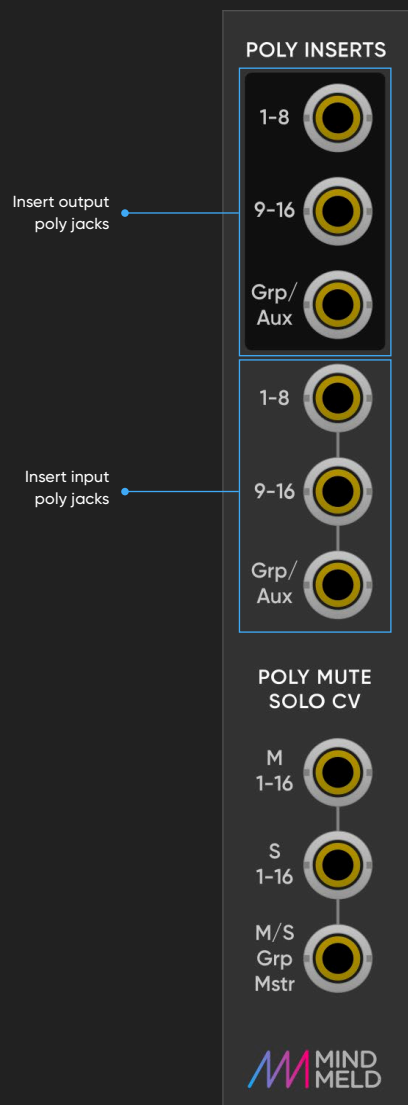 POLY INSERTS
1-8
9-16
Grp/
Aux
Insert output
poly jacks
1-8
9-16
Grp/
Aux
Insert input
poly jacks
POLY MUTE
SOLO CV
M
1-16
S
1-16
M/S
Grp
Mstr
MIND
MELD